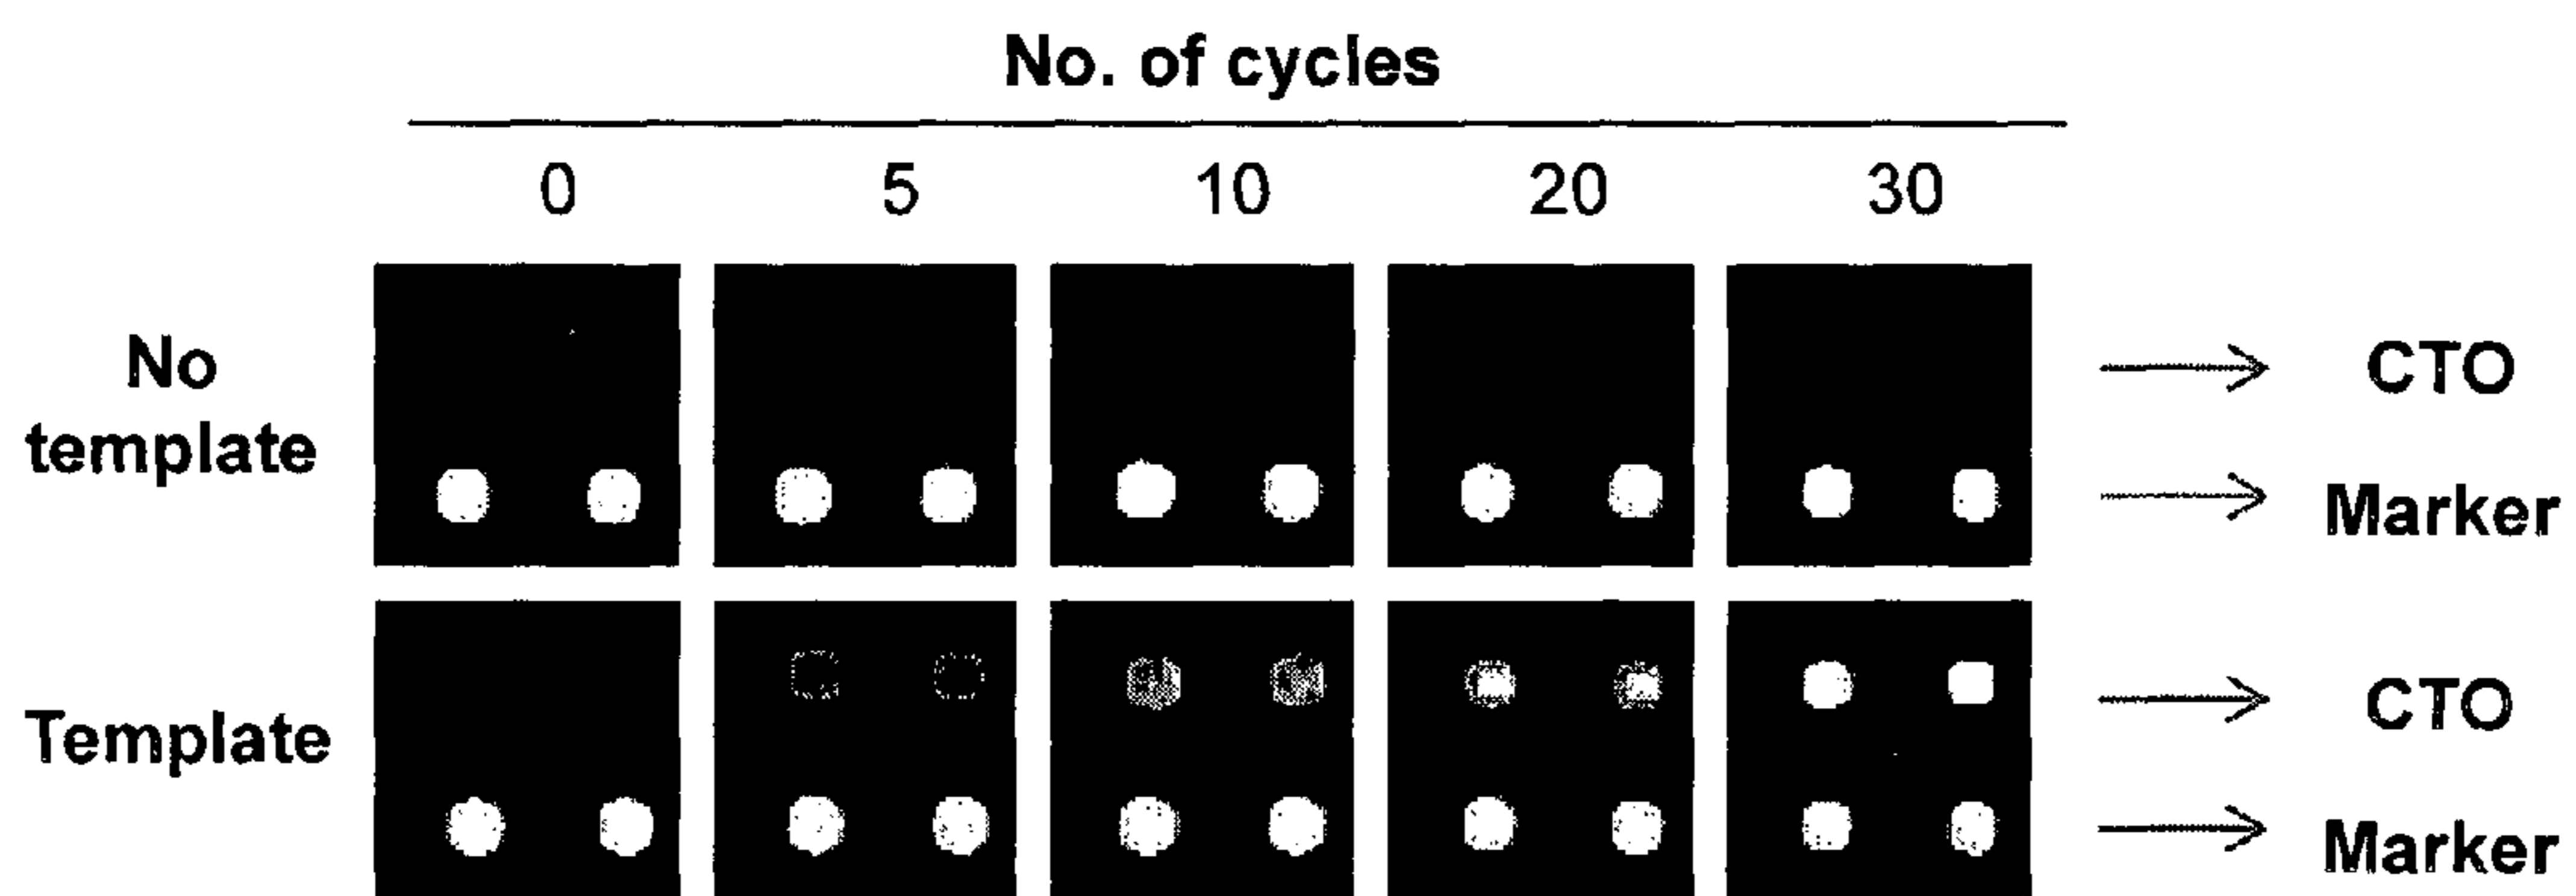 No. of cycles
0 5 10 20 30
No
template
CTO
Marker
Template
CTO
Marker